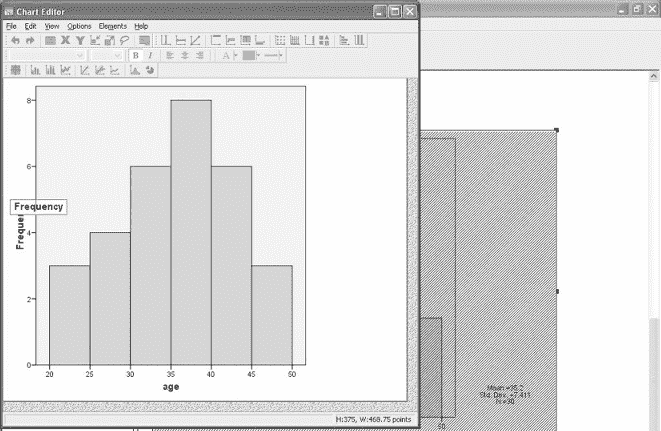 Chart Editor
File Edit View Options Elements Help
B I
A
8
6
Frequency
4
2
0
20 25 30 35 40 45 50
age
H:375, W:468.75 points
Mean =35.2
Std. Dev. =7.411
N =30
50